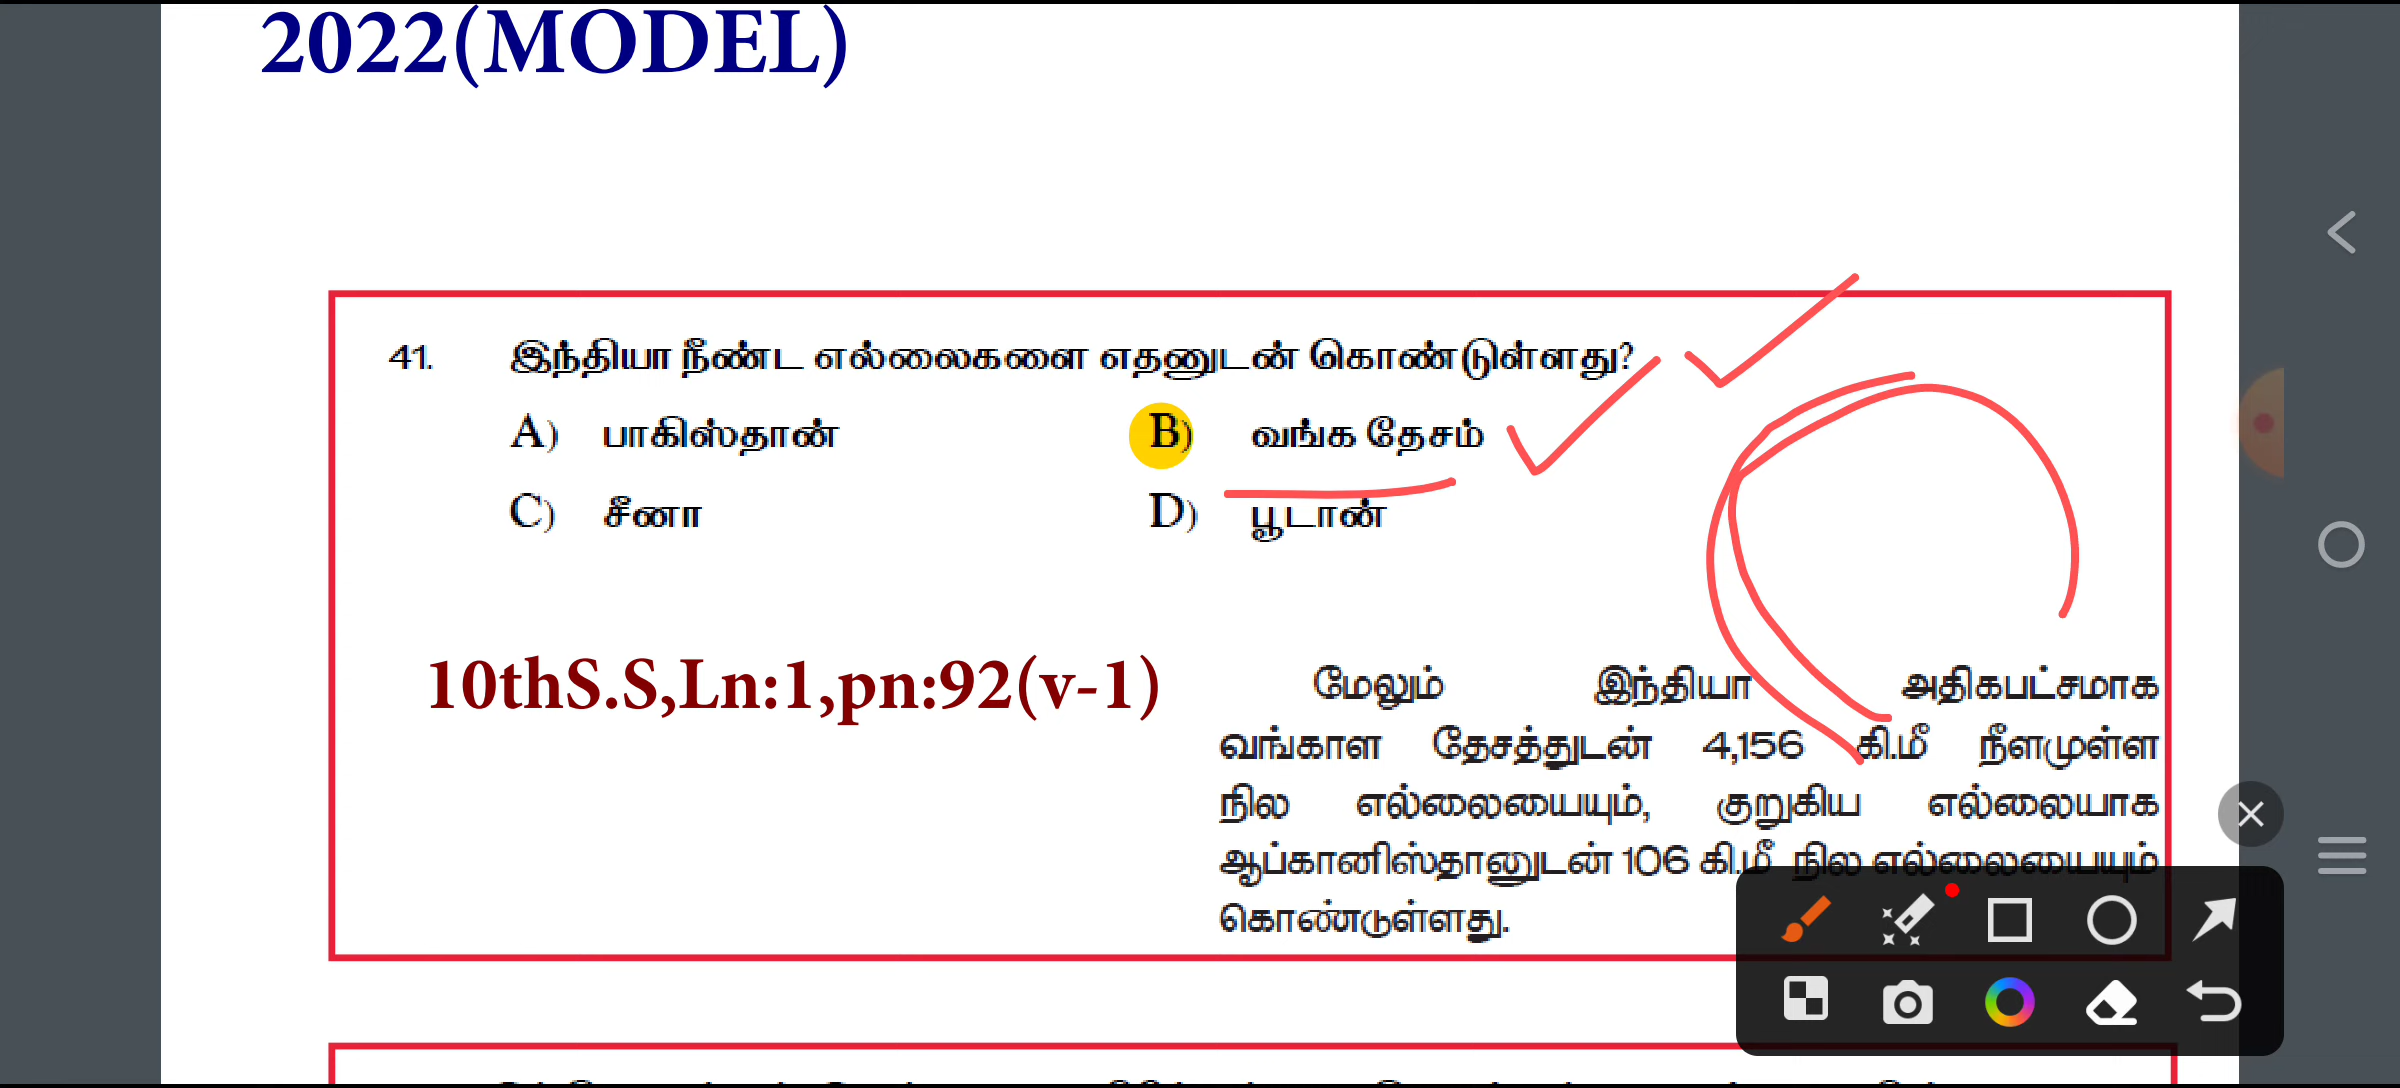 2022(MODEL)
41. இந்தியா நீண்ட எல்லைகளை எதனுடன் கொண்டுள்ளது?
A) பாகிஸ்தான் B) வங்க தேசம்
C) சீனா D) பூடான்
10thS.S,Ln:1,pn:92(v-1)
மேலும் இந்தியா அதிகபட்சமாக
வங்காள தேசத்துடன் 4,156 கி.மீ நீளமுள்ள
நில எல்லையையும், குறுகிய எல்லையாக
ஆப்கானிஸ்தானுடன் 106 கி.மீ நில எல்லையையும்
கொண்டுள்ளது.